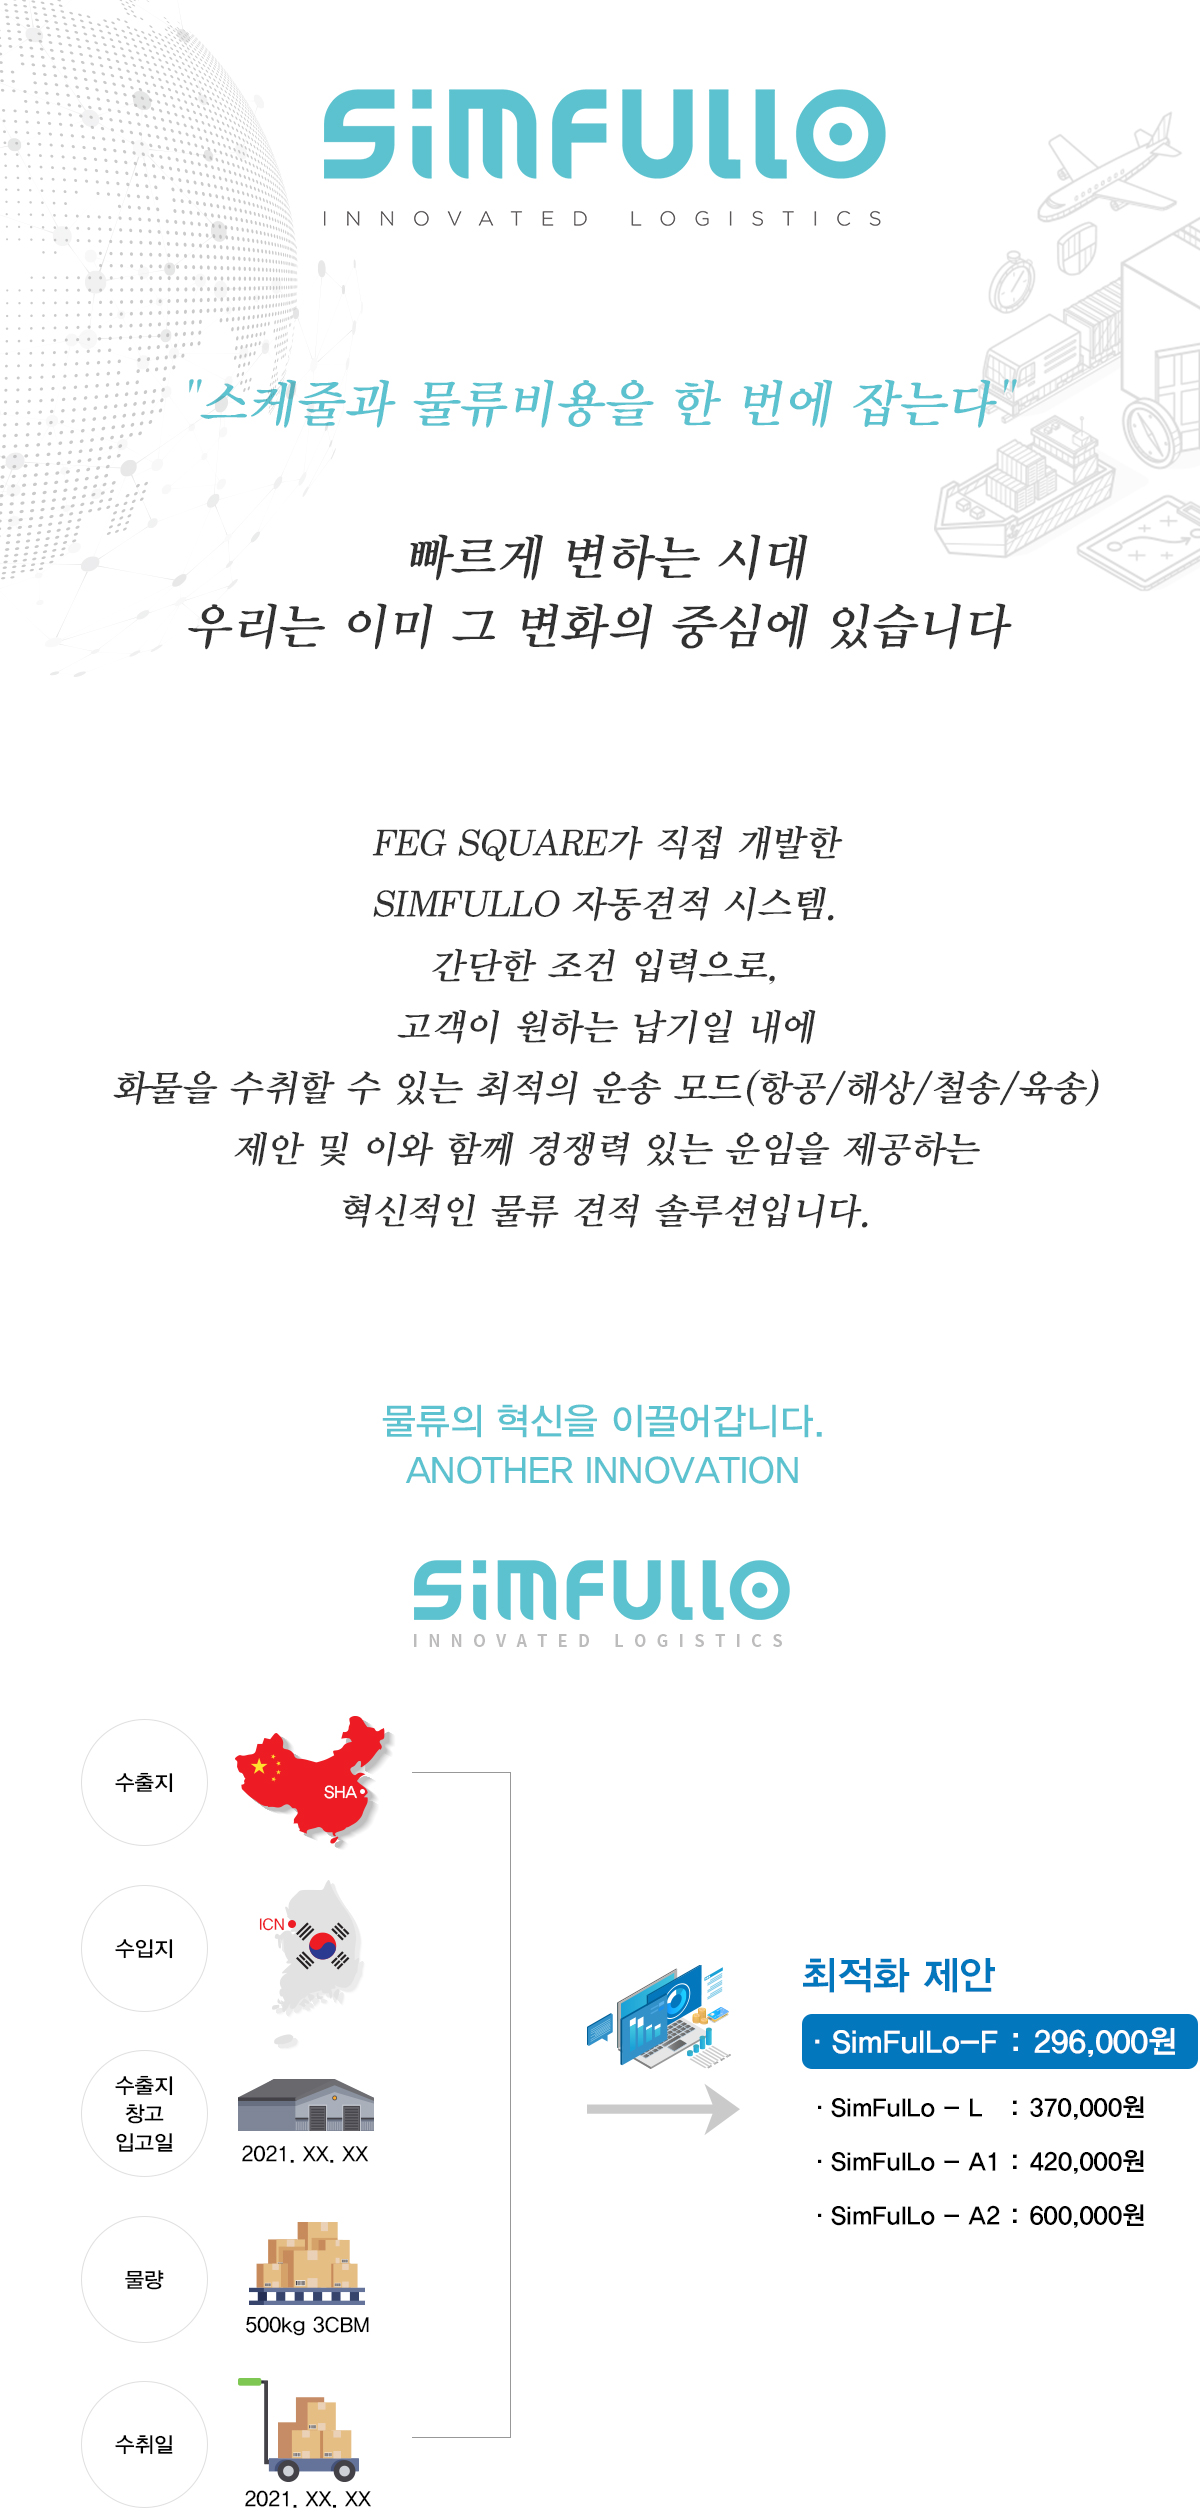 SimFULLO
INNOVATED LOGISTICS
"스케줄과 물류비용을 한 번에 잡는다"
빠르게 변하는 시대
우리는 이미 그 변화의 중심에 있습니다
FEG SQUARE가 직접 개발한
SIMFULLO 자동견적 시스템.
간단한 조건 입력으로,
고객이 원하는 납기일 내에
화물을 수취할 수 있는 최적의 운송 모드(항공/해상/철송/육송)
제안 및 이와 함께 경쟁력 있는 운임을 제공하는
혁신적인 물류 견적 솔루션입니다.
물류의 혁신을 이끌어갑니다.
ANOTHER INNOVATION
SimFULLO
INNOVATED LOGISTICS
수출지
SHA
수입지
ICN
수출지
창고
입고일
2021. XX. XX
물량
500kg 3CBM
수취일
2021. XX. XX
최적화 제안
· SimFulLo-F : 296,000원
· SimFulLo - L : 370,000원
· SimFulLo - A1 : 420,000원
· SimFulLo - A2 : 600,000원